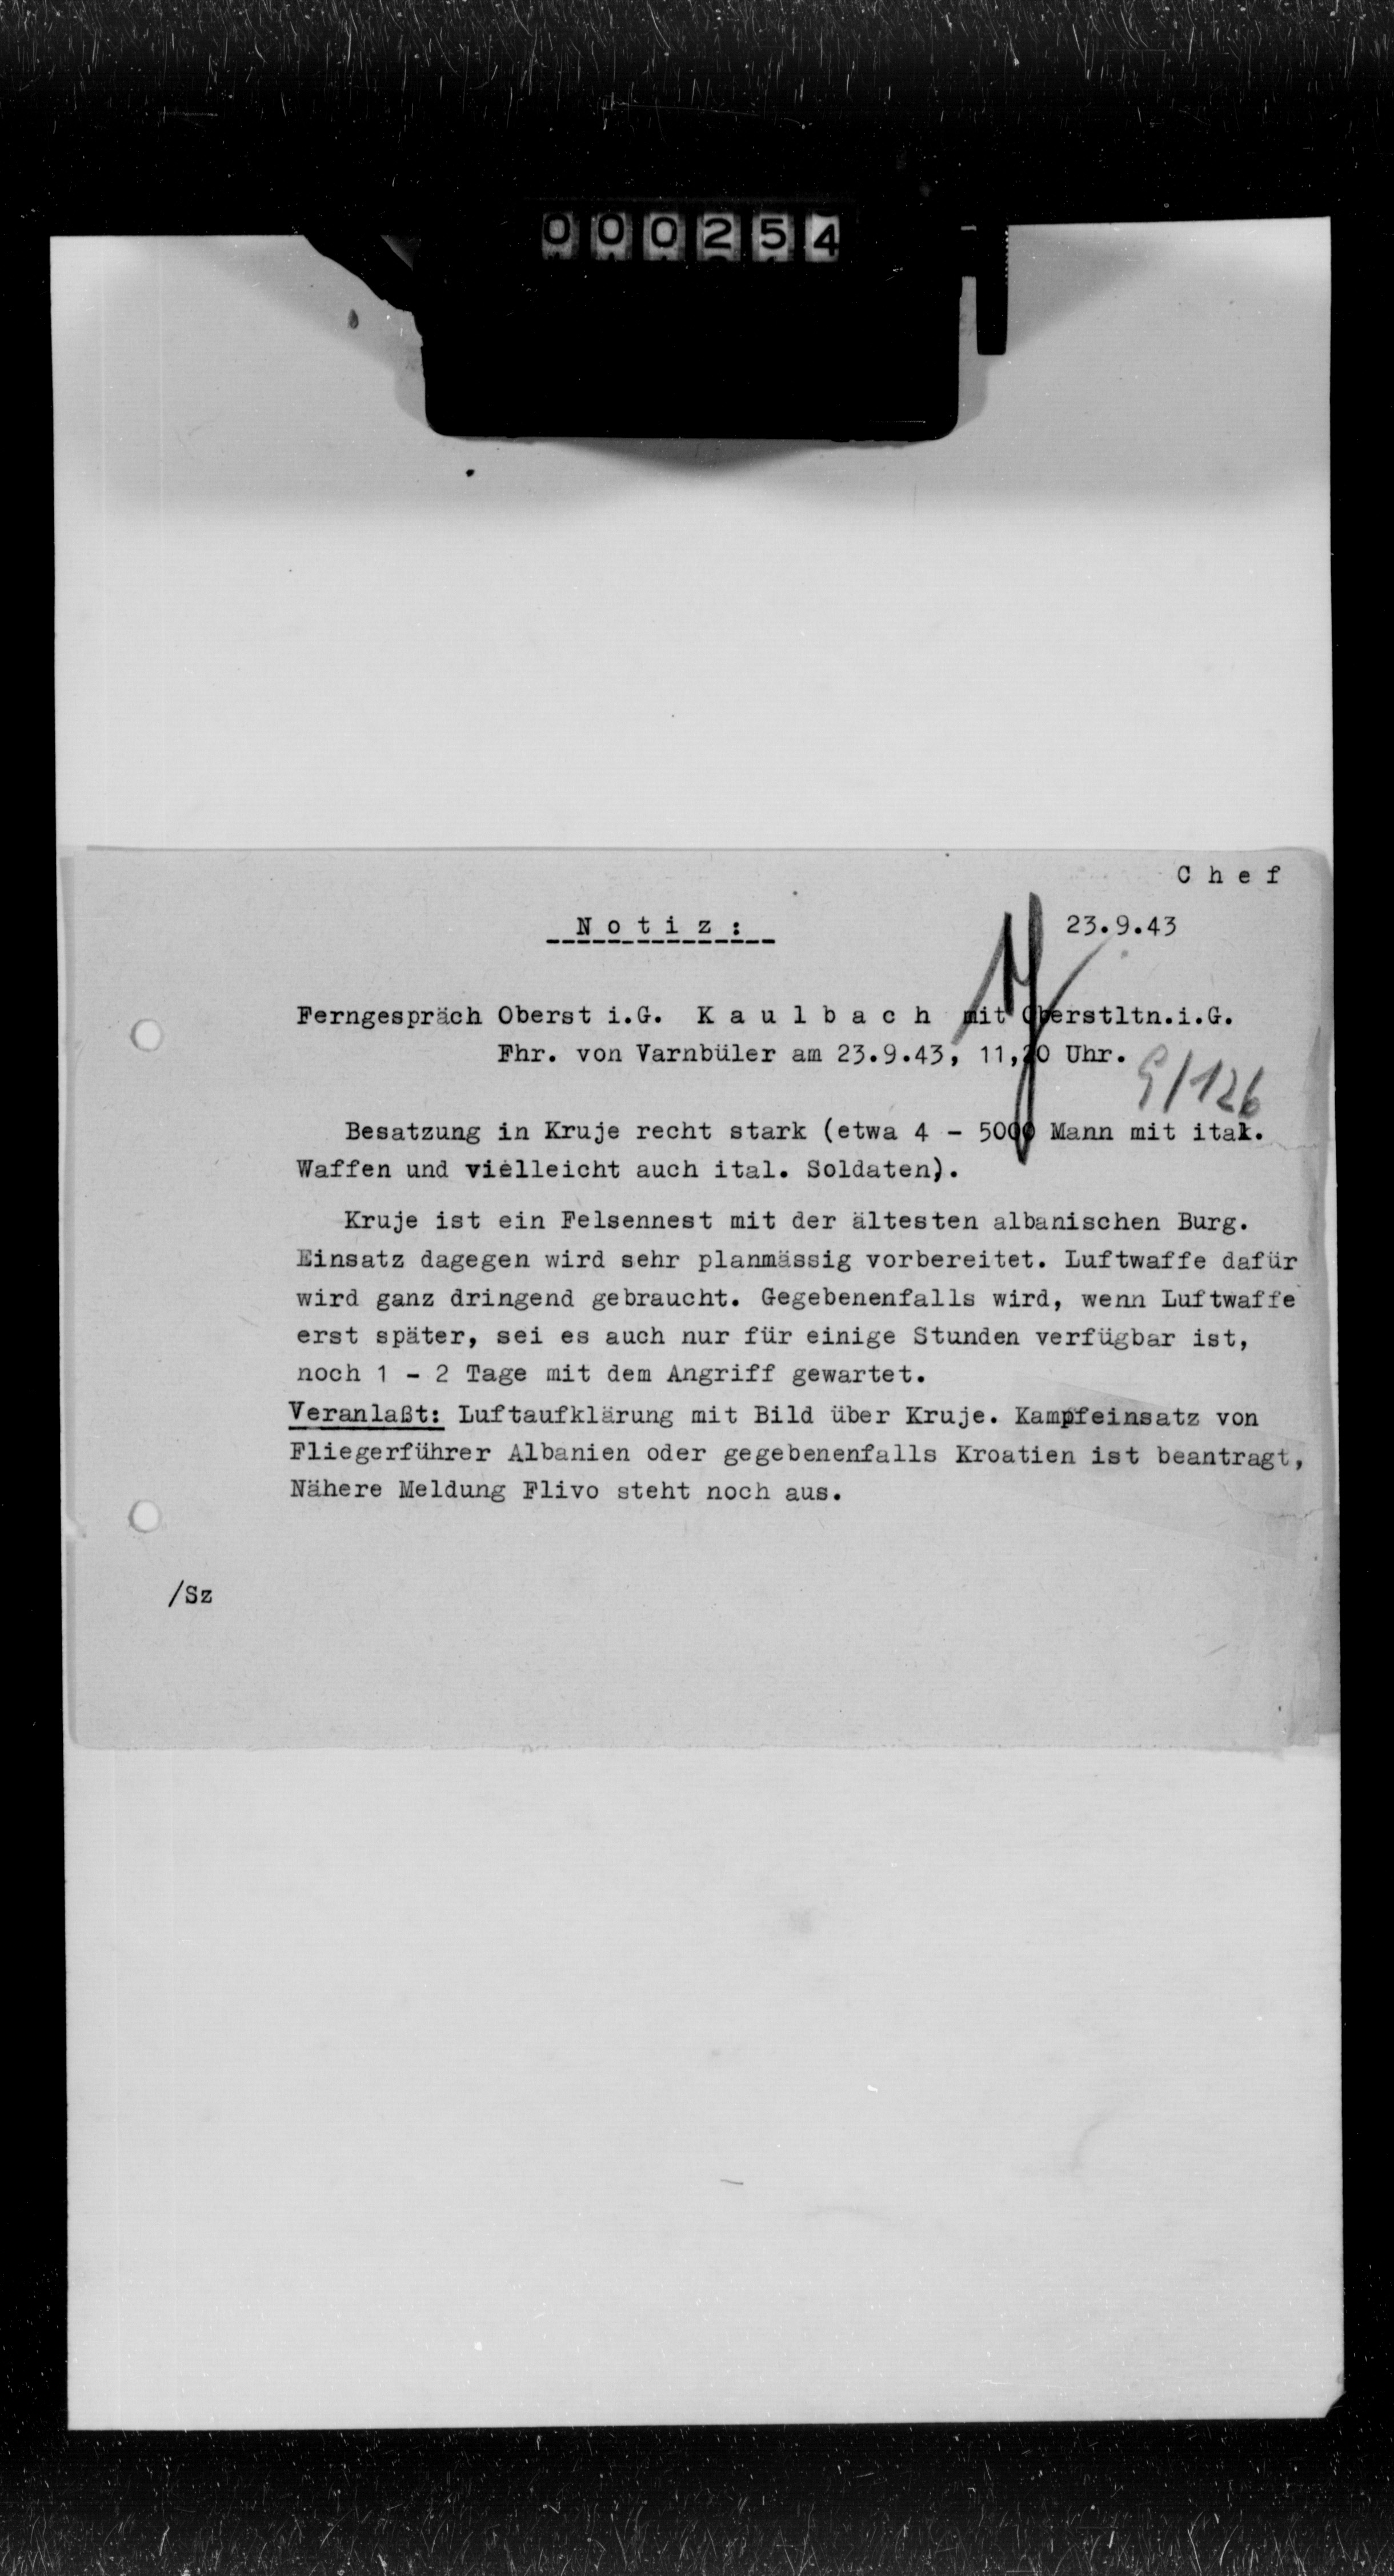 000254
C h e f
N o t i z :
23.9.43
Ferngespräch Oberst i.G. K a u l b a c h mit Oberstltn.i.G.
Fhr. von Varnbüler am 23.9.43, 11,20 Uhr.
9/126
Besatzung in Kruje recht stark (etwa 4 - 5000 Mann mit ital.
Waffen und vielleicht auch ital. Soldaten).
Kruje ist ein Felsennest mit der ältesten albanischen Burg.
Einsatz dagegen wird sehr planmässig vorbereitet. Luftwaffe dafür
wird ganz dringend gebraucht. Gegebenenfalls wird, wenn Luftwaffe
erst später, sei es auch nur für einige Stunden verfügbar ist,
noch 1 - 2 Tage mit dem Angriff gewartet.
Veranlaßt: Luftaufklärung mit Bild über Kruje. Kampfeinsatz von
Fliegerführer Albanien oder gegebenenfalls Kroatien ist beantragt,
Nähere Meldung Flivo steht noch aus.
/Sz